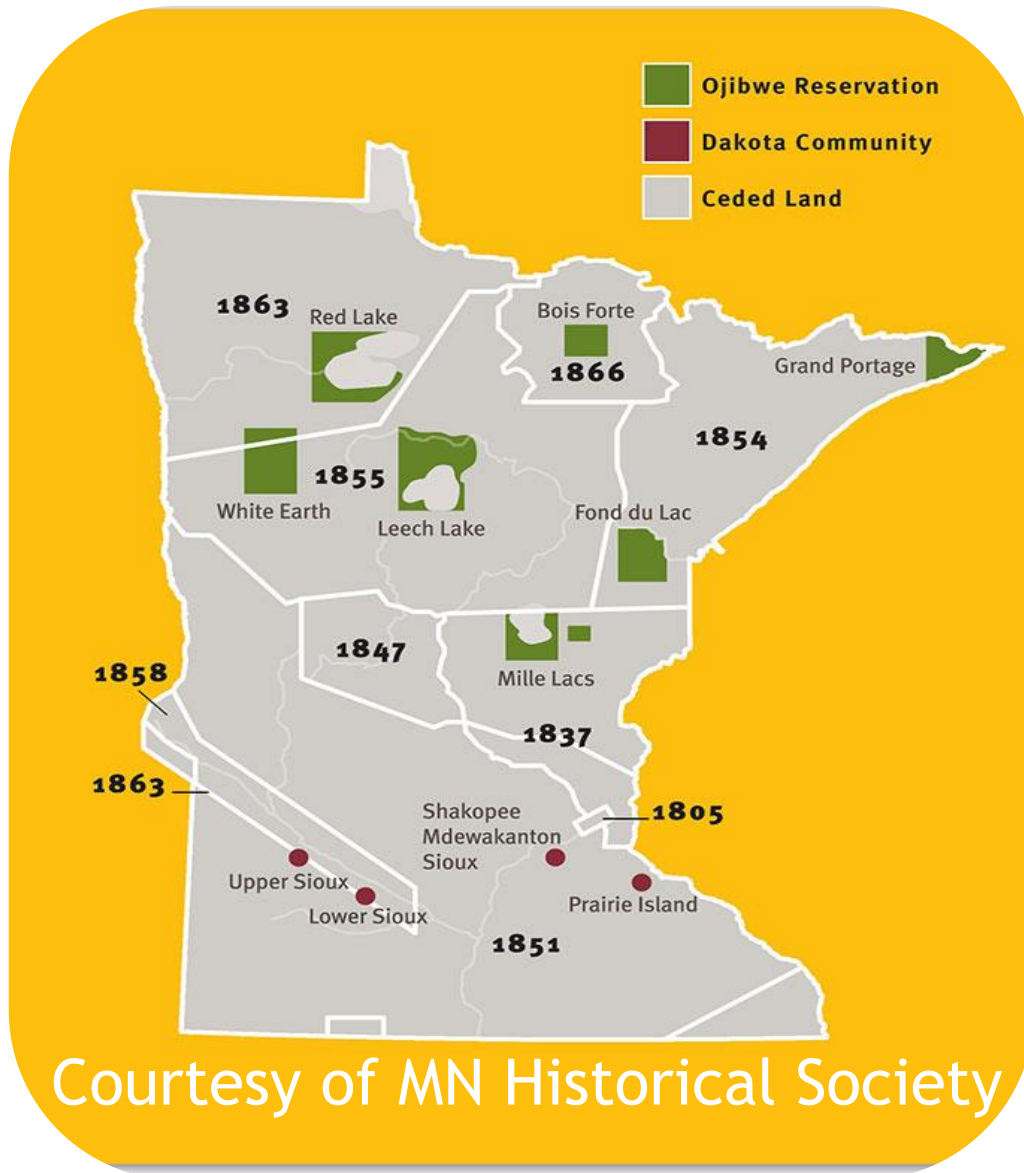 Ojibwe Reservation
Dakota Community
Ceded Land
1863
Red Lake
Bois Forte
1866
Grand Portage
1854
1855
White Earth
Leech Lake
Fond du Lac
1847
Mille Lacs
1858
1837
1863
1805
Shakopee
Mdewakanton
Sioux
Upper Sioux
Lower Sioux
Prairie Island
1851
Courtesy of MN Historical Society